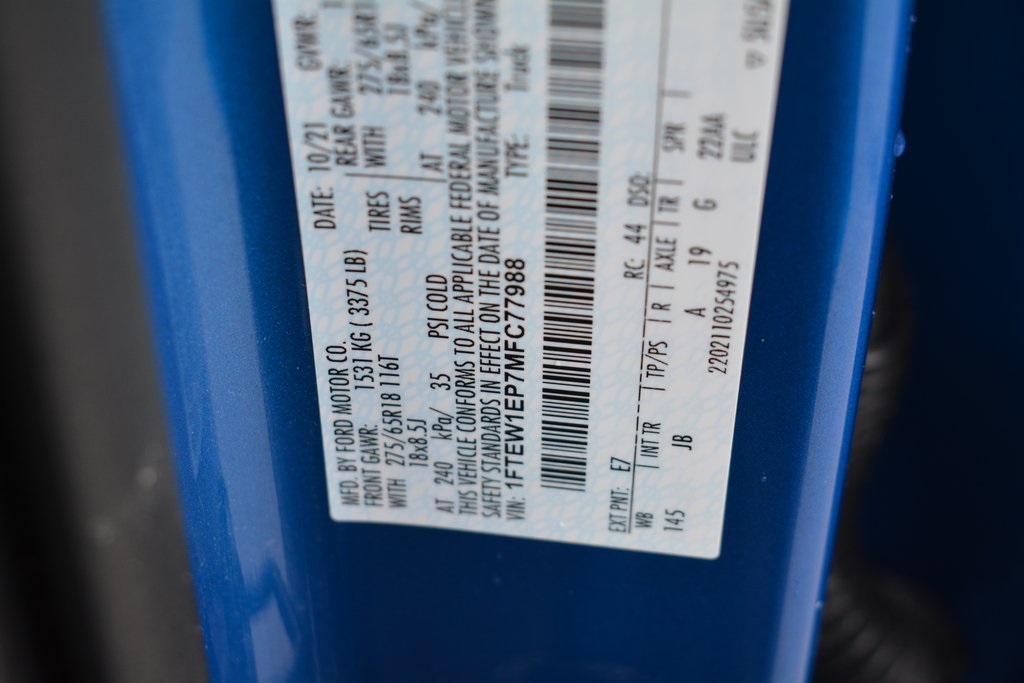 MFD. BY FORD MOTOR CO. DATE: 10/21 GVWR:
FRONT GAWR: 1531 KG ( 3375 LB) REAR GAWR:
WITH 275/65R18 116T TIRES WITH 275/65R1
18x8.5J RIMS 18x8.5J
AT 240 kPa/ 35 PSI COLD AT 240 kPa/
THIS VEHICLE CONFORMS TO ALL APPLICABLE FEDERAL MOTOR VEHICL
SAFETY STANDARDS IN EFFECT ON THE DATE OF MANUFACTURE SHOWN
VIN: 1FTEW1EP7MFC77988 TYPE: Truck
EXT PNT: E7 RC: 44 DSO:
WB | INT TR | TP/PS | R | AXLE | TR | SPR |
145 JB A 19 G 22AA
2202110254975 ULC